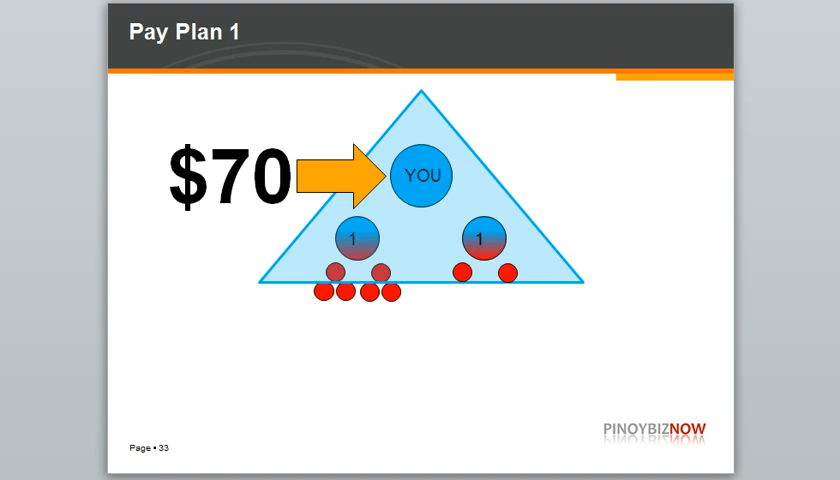 Pay Plan 1
$70
YOU
1
1
PINOYBIZNOW
Page ▪ 33